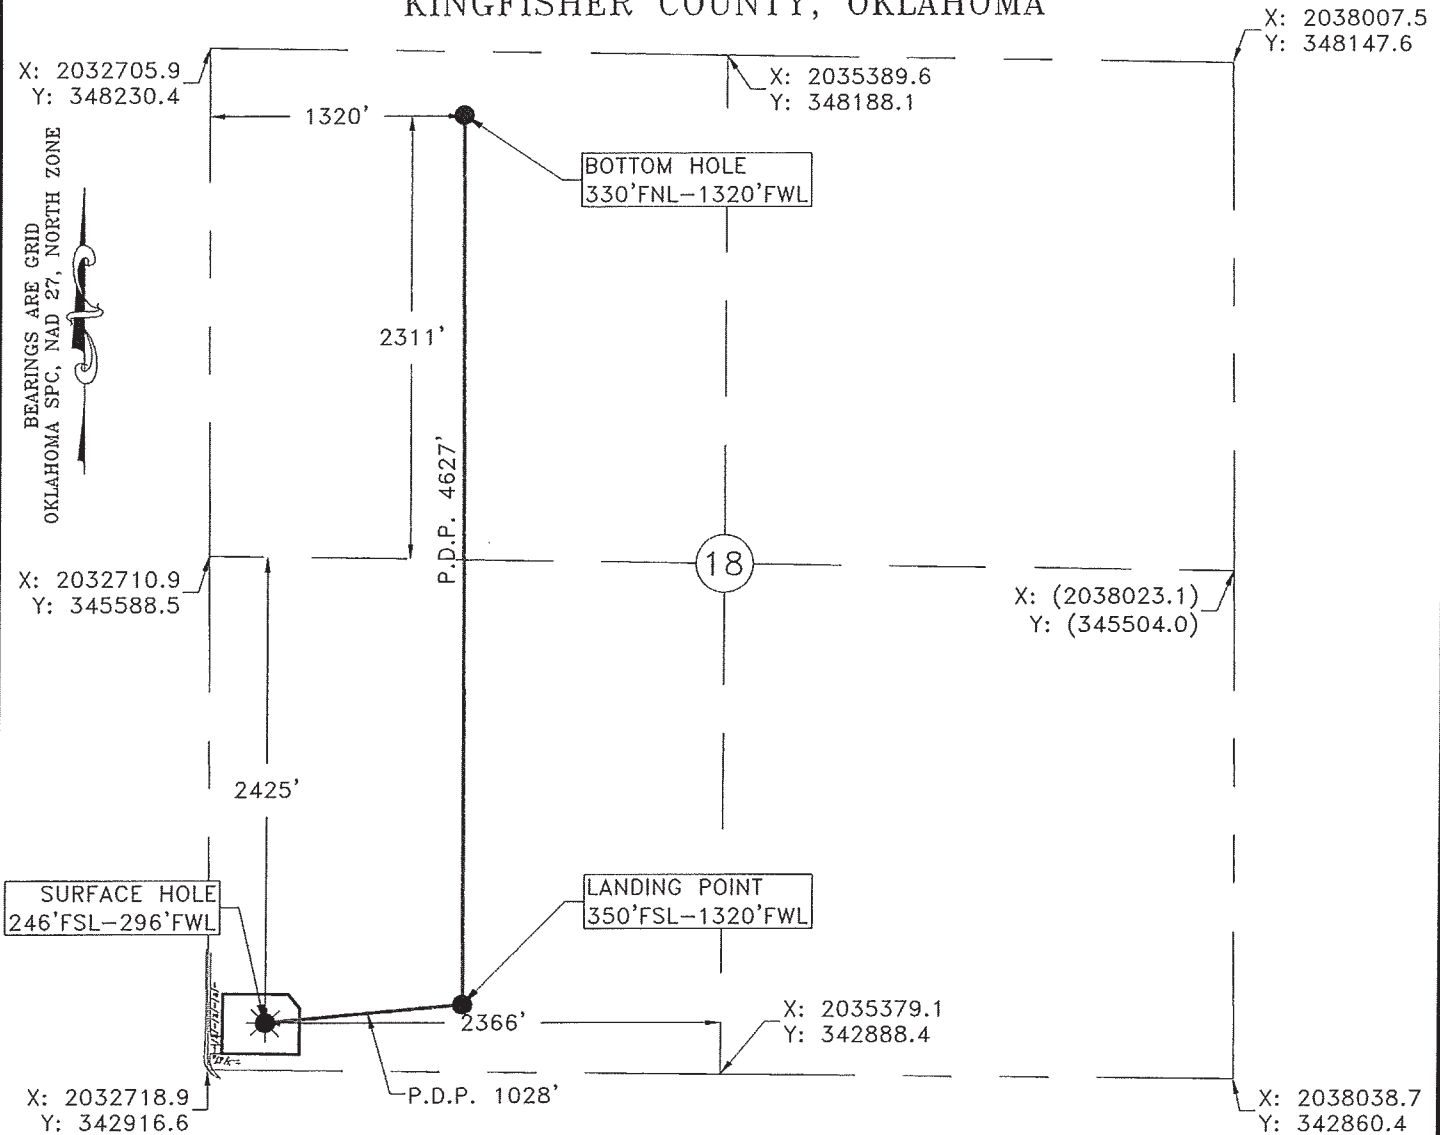 KINGFISHER COUNTY, OKLAHOMA
X: 2038007.5
Y: 348147.6
X: 2032705.9
Y: 348230.4
X: 2035389.6
Y: 348188.1
1320'
BOTTOM HOLE
330'FNL-1320'FWL
BEARINGS ARE GRID
OKLAHOMA SPC, NAD 27, NORTH ZONE
2311'
P.D.P. 4627'
18
X: 2032710.9
Y: 345588.5
X: (2038023.1)
Y: (345504.0)
2425'
SURFACE HOLE
246'FSL-296'FWL
LANDING POINT
350'FSL-1320'FWL
2366'
X: 2035379.1
Y: 342888.4
P.D.P. 1028'
X: 2032718.9
Y: 342916.6
X: 2038038.7
Y: 342860.4